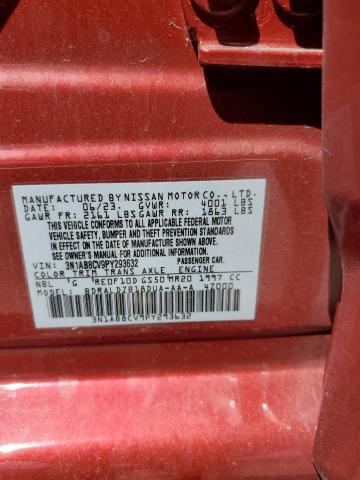 MANUFACTURED BY NISSAN MOTOR CO., LTD.
DATE: 06/23. GVWR: 4001 LBS
GAWR FR: 2161 LBS GAWR RR: 1863 LBS
THIS VEHICLE CONFORMS TO ALL APPLICABLE FEDERAL MOTOR
VEHICLE SAFETY, BUMPER, AND THEFT PREVENTION STANDARDS
IN EFFECT ON THE DATE OF MANUFACTURE SHOWN ABOVE.
SEE OWNER'S MANUAL FOR ADDITIONAL INFORMATION.
VIN: 3N1AB8CV9PY293632 PASSENGER CAR.
COLOR TRIM TRANS AXLE ENGINE
NBL G RE0F10D GS50 MR20 1997 CC
MODEL: BDRALDZB18DUA-AA-A 4Z000
3N1AB8CV9PY293632